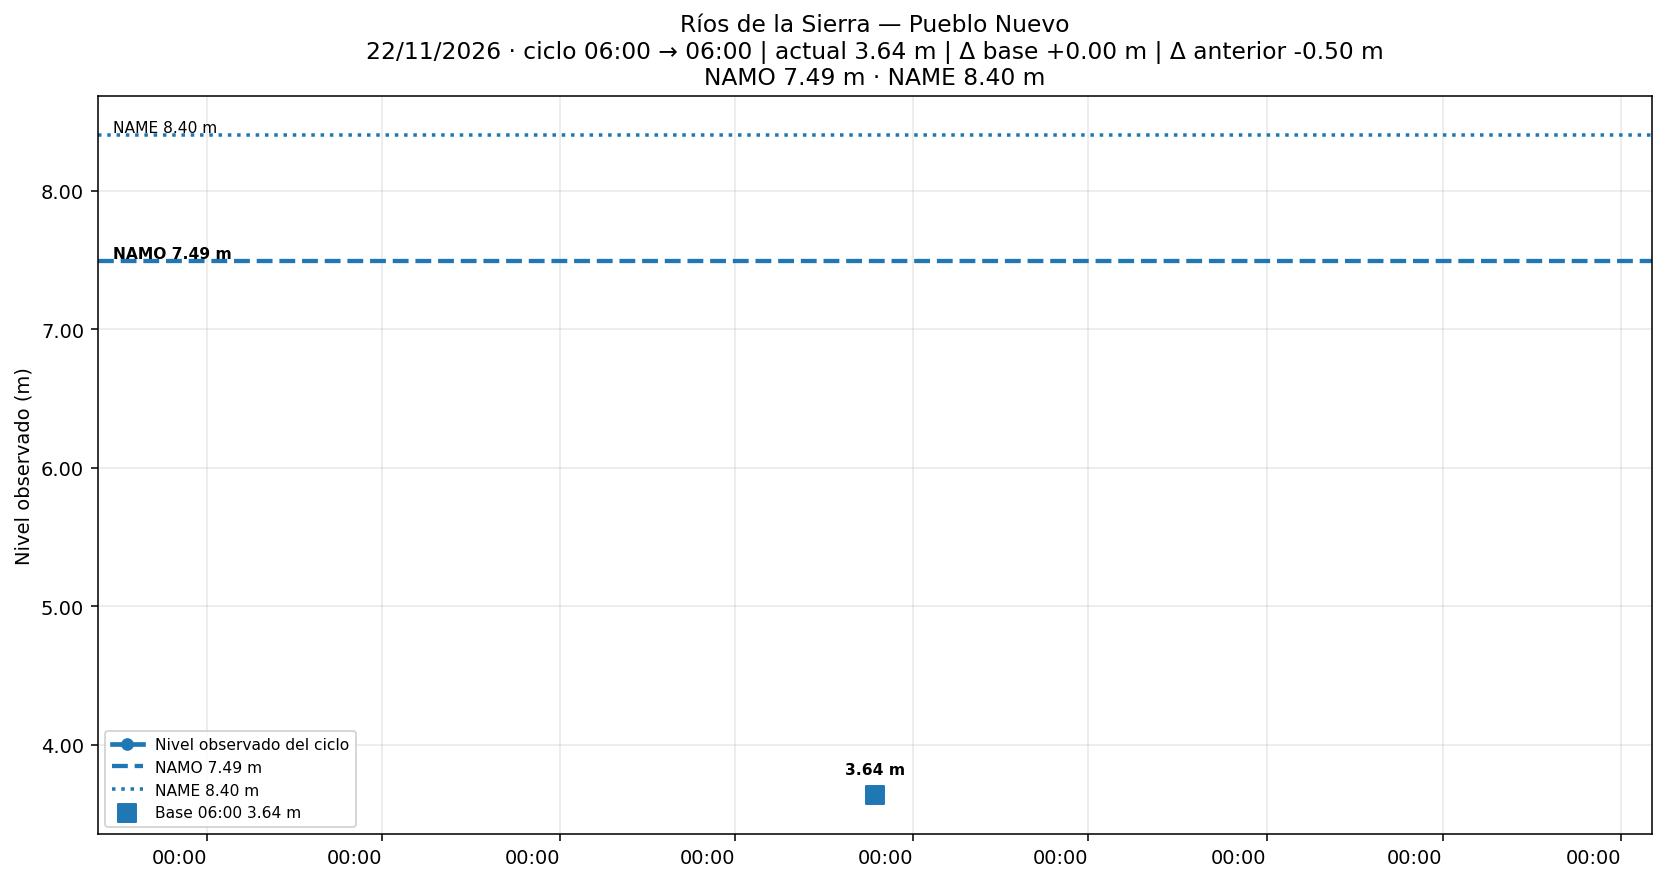 Ríos de la Sierra — Pueblo Nuevo
22/11/2026 · ciclo 06:00 → 06:00 | actual 3.64 m | Δ base +0.00 m | Δ anterior -0.50 m
NAMO 7.49 m · NAME 8.40 m
NAME 8.40 m
8.00
NAMO 7.49 m
7.00
6.00
Nivel observado (m)
5.00
4.00
3.64 m
Nivel observado del ciclo
NAMO 7.49 m
NAME 8.40 m
Base 06:00 3.64 m
00:00 00:00 00:00 00:00 00:00 00:00 00:00 00:00 00:00